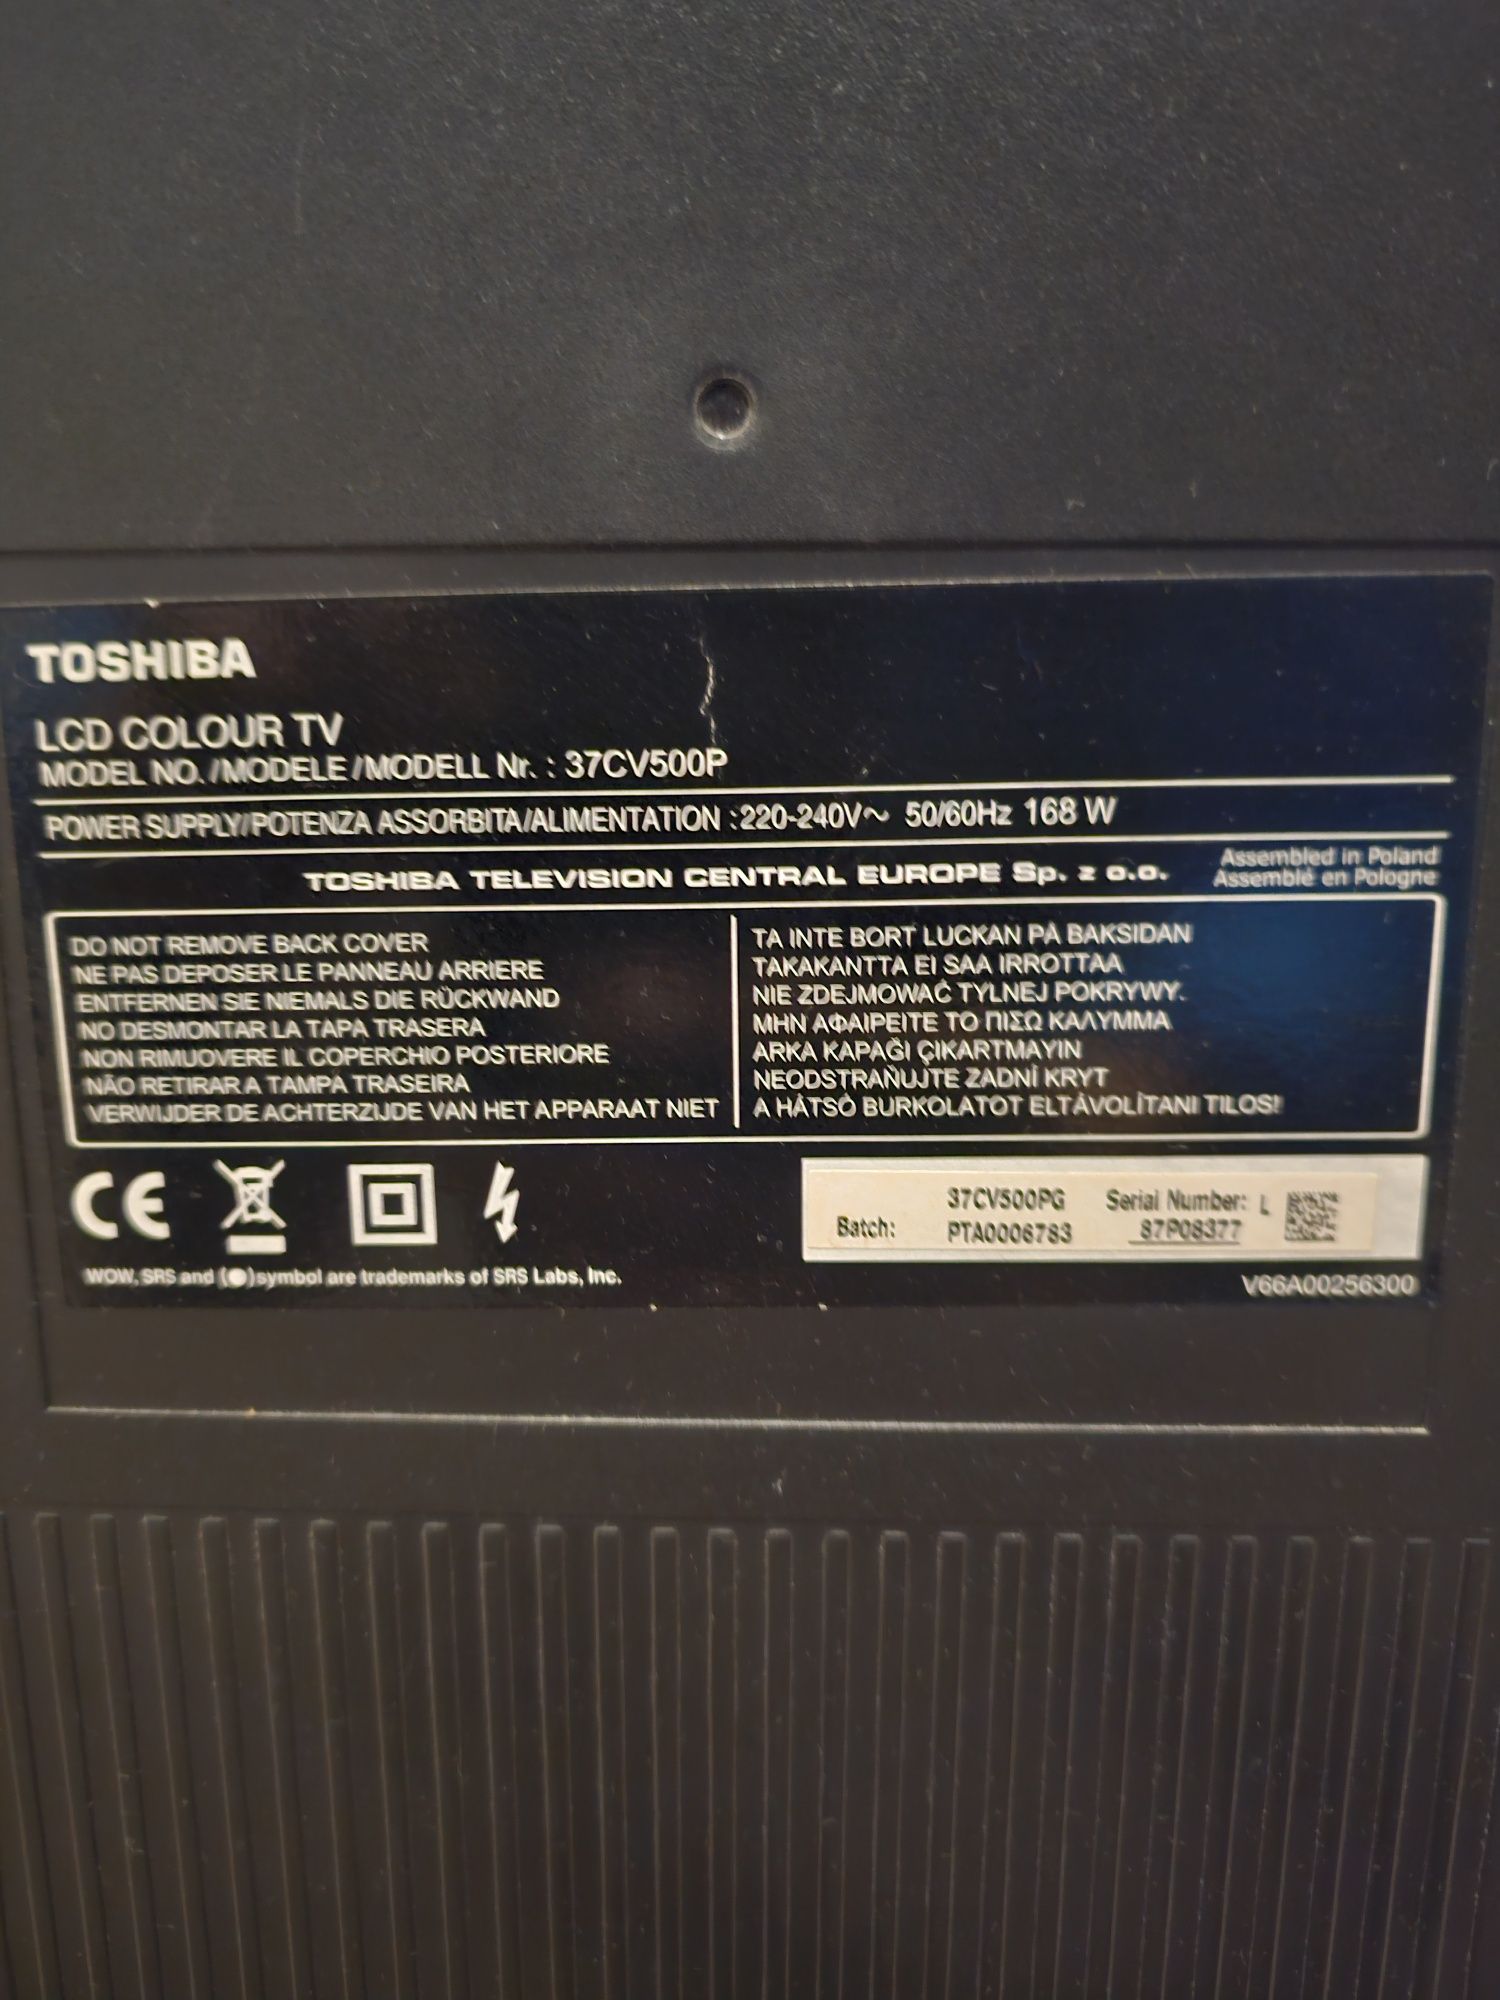 TOSHIBA
LCD COLOUR TV
MODEL NO./MODELE/MODELL Nr. : 37CV500P
POWER SUPPLY/POTENZA ASSORBITA/ALIMENTATION :220-240V~ 50/60Hz 168 W
TOSHIBA TELEVISION CENTRAL EUROPE Sp. z o.o.
Assembled in Poland
Assemblé en Pologne
DO NOT REMOVE BACK COVER
NE PAS DEPOSER LE PANNEAU ARRIERE
ENTFERNEN SIE NIEMALS DIE RÜCKWAND
NO DESMONTAR LA TAPA TRASERA
NON RIMUOVERE IL COPERCHIO POSTERIORE
NÃO RETIRAR A TAMPA TRASEIRA
VERWIJDER DE ACHTERZIJDE VAN HET APPARAAT NIET
TA INTE BORT LUCKAN PÅ BAKSIDAN
TAKAKANTTA EI SAA IRROTTAA
NIE ZDEJMOWAĆ TYLNEJ POKRYWY.
ΜΗΝ ΑΦΑΙΡΕΙΤΕ ΤΟ ΠΙΣΩ ΚΑΛΥΜΜΑ
ARKA KAPAĞI ÇIKARTMAYIN
NEODSTRAŇUJTE ZADNÍ KRYT
A HÁTSÓ BURKOLATOT ELTÁVOLÍTANI TILOS!
CE
WOW, SRS and (●) symbol are trademarks of SRS Labs, Inc.
37CV500PG Serial Number: L
Batch: PTA0006783 87P08377
V66A00256300